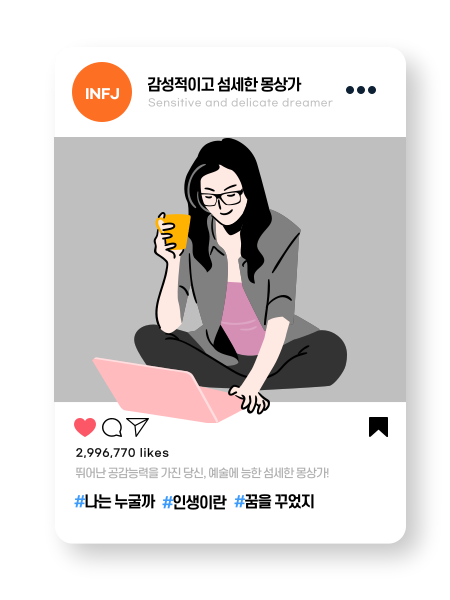 INFJ
감성적이고 섬세한 몽상가
Sensitive and delicate dreamer
2,996,770 likes
뛰어난 공감능력을 가진 당신, 예술에 능한 섬세한 몽상가!
#나는 누굴까 #인생이란 #꿈을 꾸었지